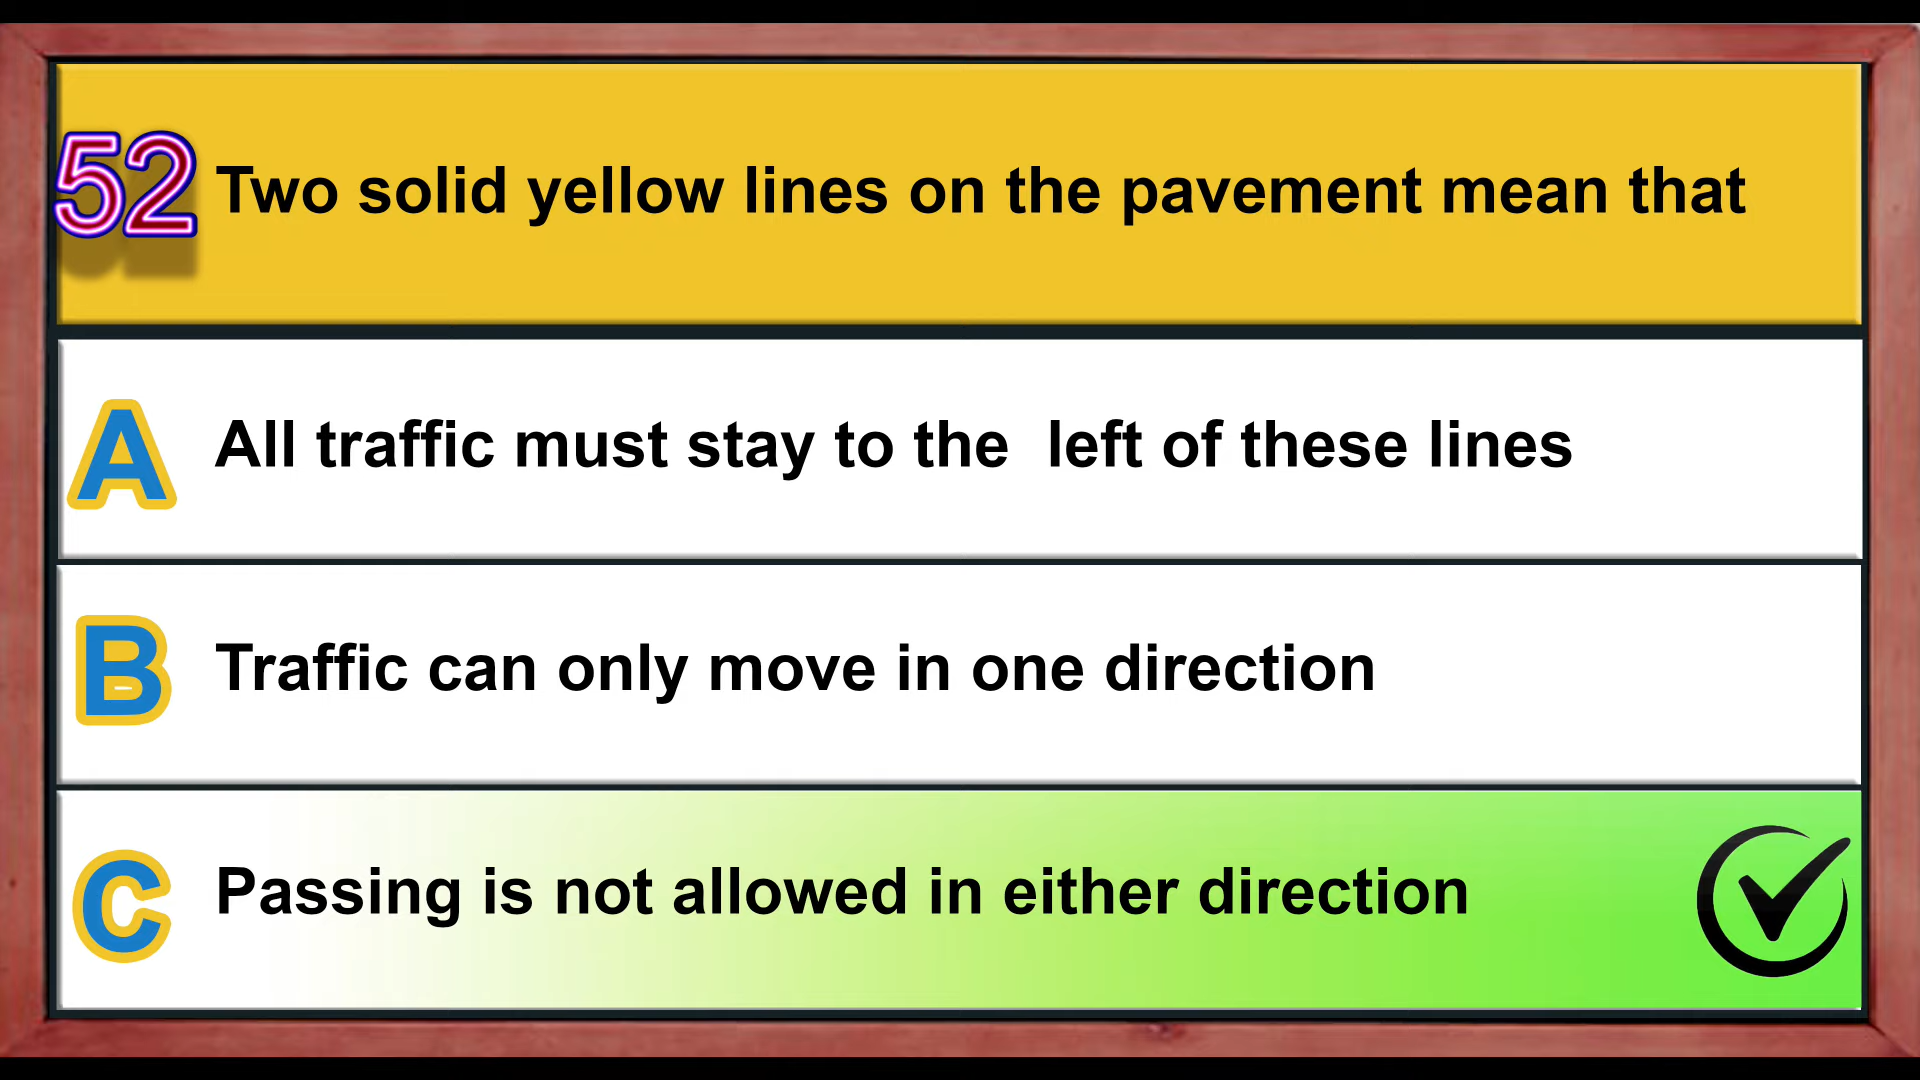 52 Two solid yellow lines on the pavement mean that
A All traffic must stay to the  left of these lines
B Traffic can only move in one direction
C Passing is not allowed in either direction